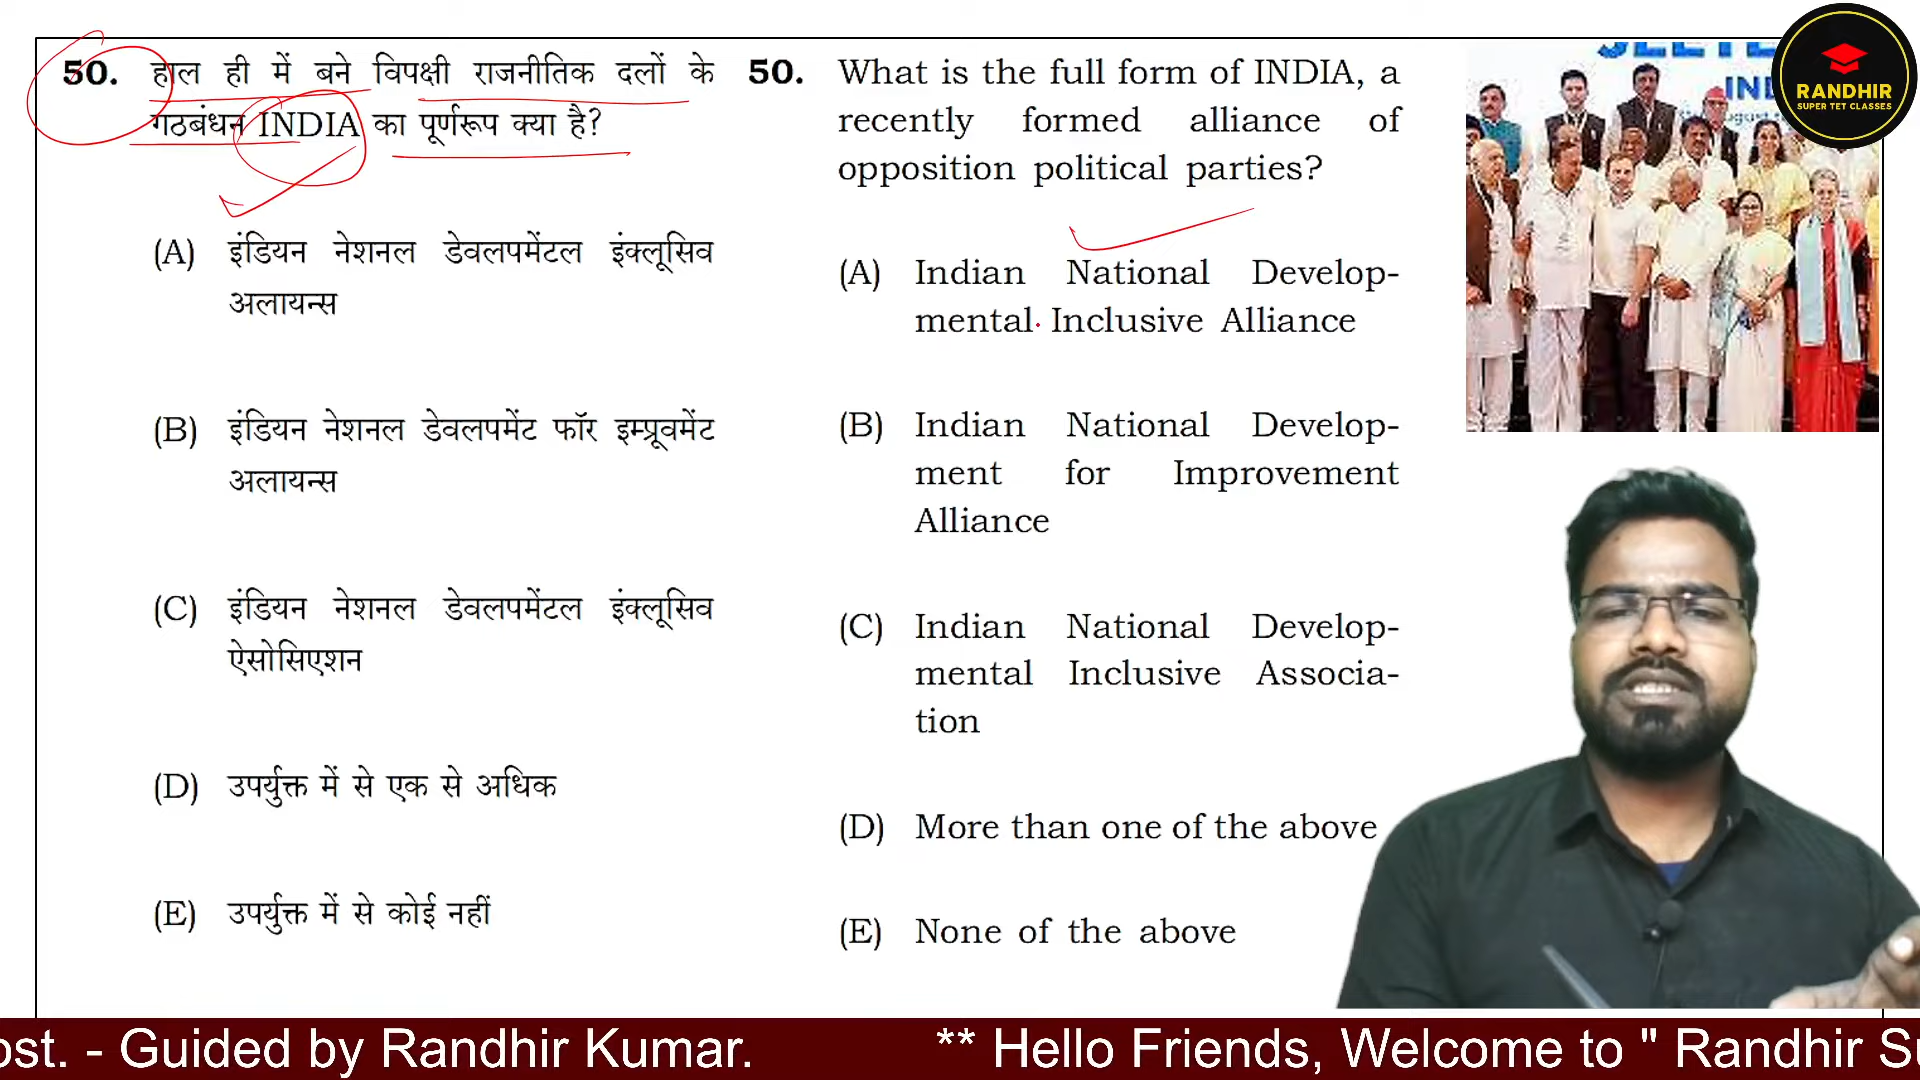 50. हाल ही में बने विपक्षी राजनीतिक दलों के
गठबंधन INDIA का पूर्णरूप क्या है?
(A) इंडियन नेशनल डेवलपमेंटल इंक्लूसिव
अलायन्स
(B) इंडियन नेशनल डेवलपमेंट फॉर इम्प्रूवमेंट
अलायन्स
(C) इंडियन नेशनल डेवलपमेंटल इंक्लूसिव
ऐसोसिएशन
(D) उपर्युक्त में से एक से अधिक
(E) उपर्युक्त में से कोई नहीं
50. What is the full form of INDIA, a
recently formed alliance of
opposition political parties?
(A) Indian National Develop-
mental Inclusive Alliance
(B) Indian National Develop-
ment for Improvement
Alliance
(C) Indian National Develop-
mental Inclusive Associa-
tion
(D) More than one of the above
(E) None of the above
RANDHIR
SUPER TET CLASSES
ost. - Guided by Randhir Kumar. ** Hello Friends, Welcome to " Randhir Su